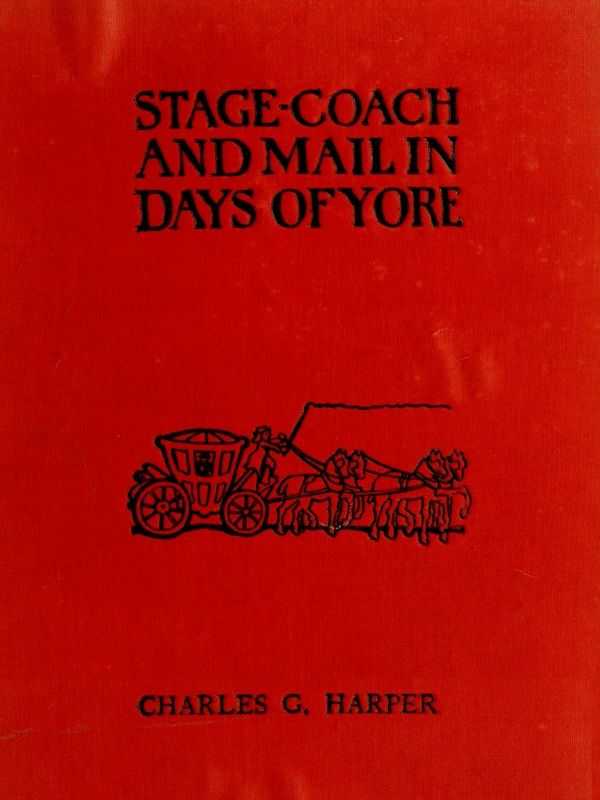 STAGE-COACH
AND MAIL IN
DAYS OF YORE
CHARLES G. HARPER